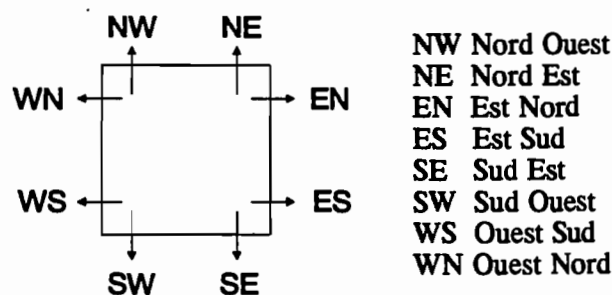 NW NE
WN EN
WS ES
SW SE
NW Nord Ouest
NE Nord Est
EN Est Nord
ES Est Sud
SE Sud Est
SW Sud Ouest
WS Ouest Sud
WN Ouest Nord